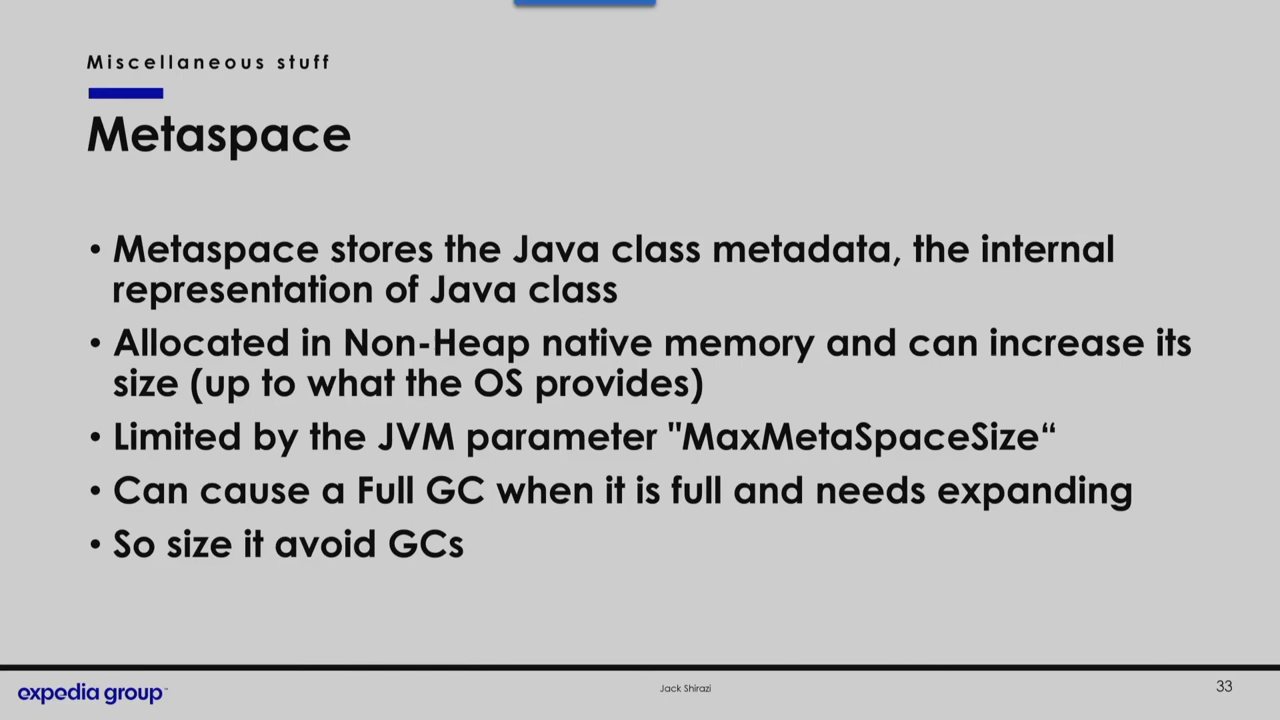 Miscellaneous stuff
Metaspace
• Metaspace stores the Java class metadata, the internal
representation of Java class
• Allocated in Non-Heap native memory and can increase its
size (up to what the OS provides)
• Limited by the JVM parameter "MaxMetaSpaceSize“
• Can cause a Full GC when it is full and needs expanding
• So size it avoid GCs
expedia group™
Jack Shirazi
33